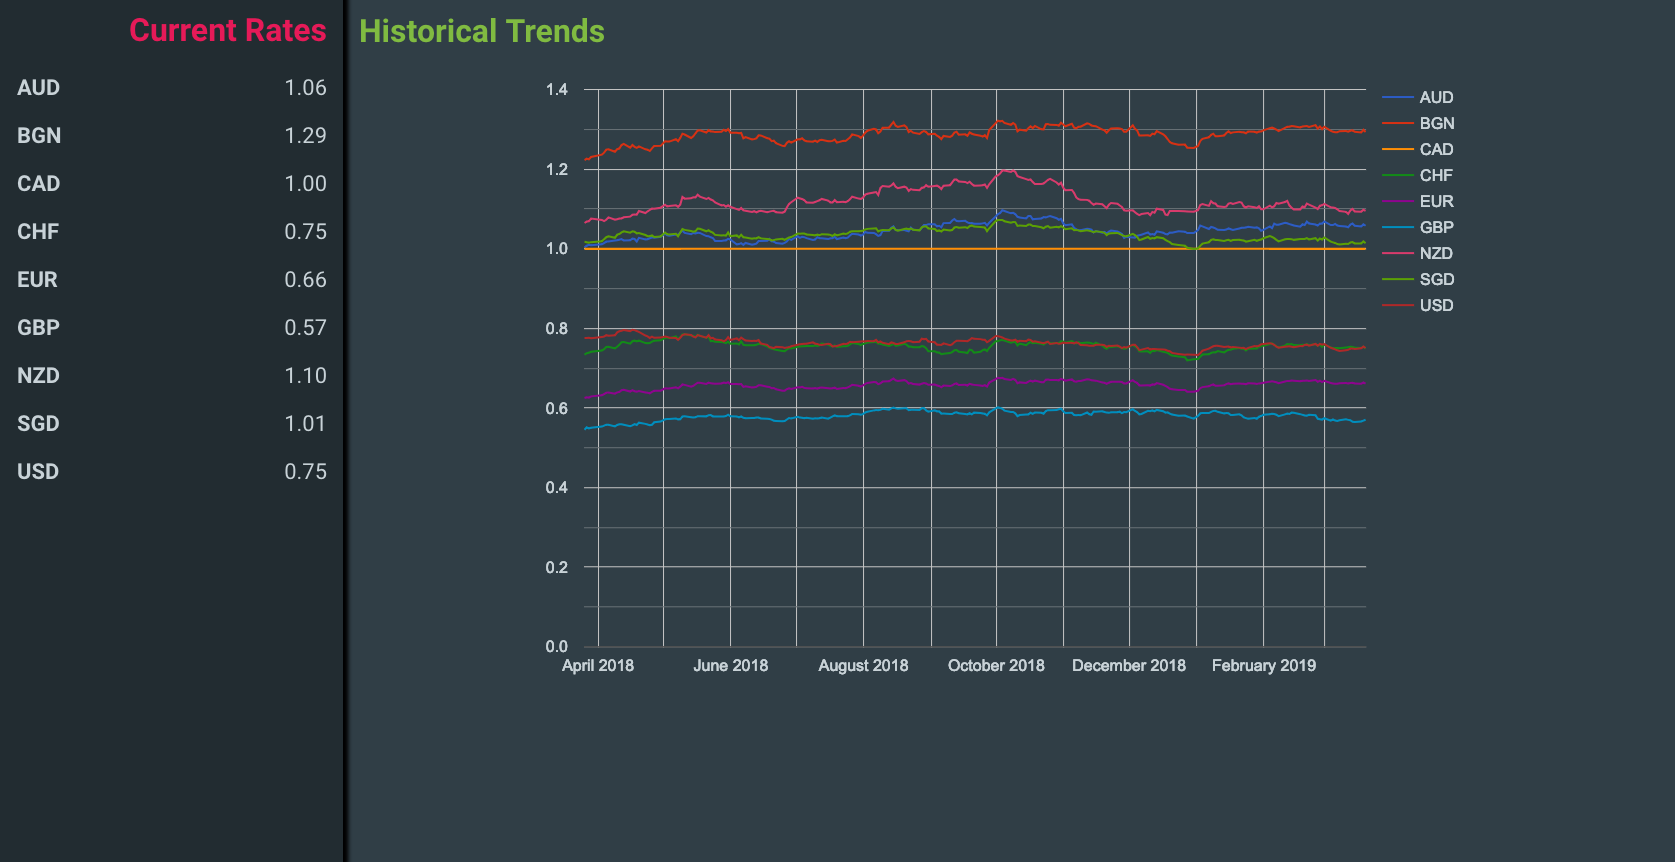 Current Rates
AUD 1.06
BGN 1.29
CAD 1.00
CHF 0.75
EUR 0.66
GBP 0.57
NZD 1.10
SGD 1.01
USD 0.75
Historical Trends
1.4
1.2
1.0
0.8
0.6
0.4
0.2
0.0
April 2018 June 2018 August 2018 October 2018 December 2018 February 2019
AUD
BGN
CAD
CHF
EUR
GBP
NZD
SGD
USD